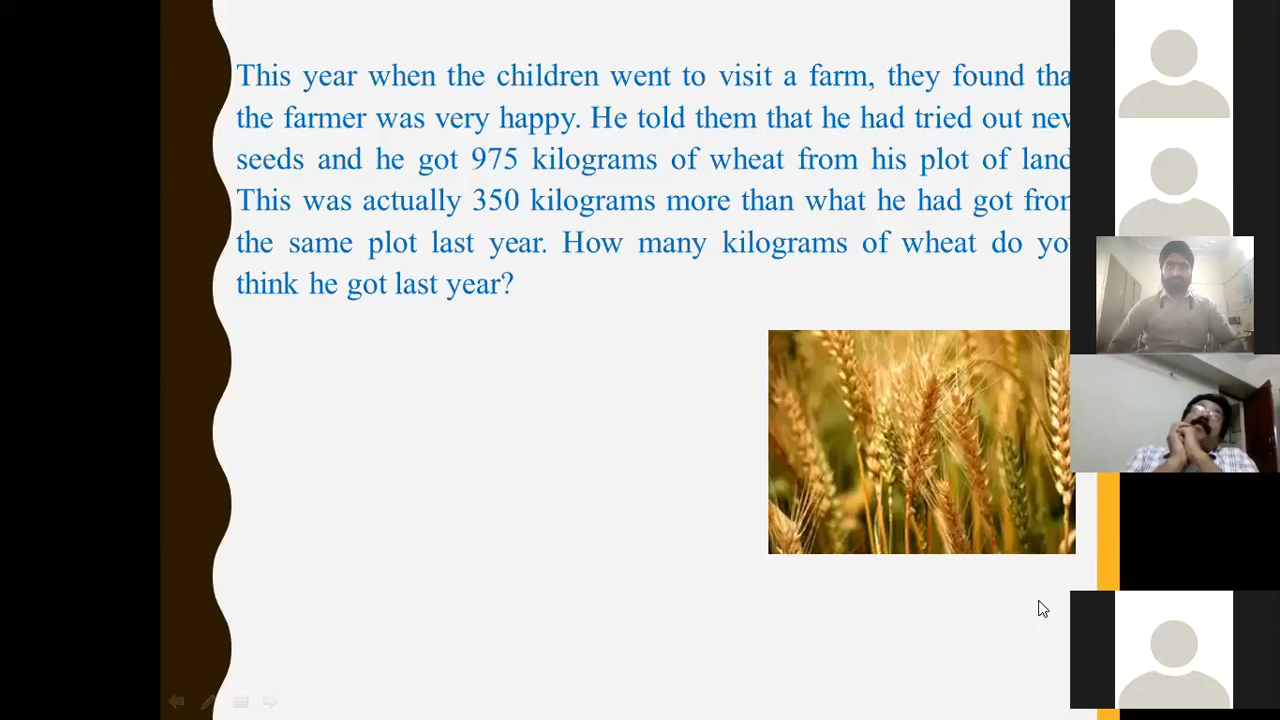 This year when the children went to visit a farm, they found tha
the farmer was very happy. He told them that he had tried out new
seeds and he got 975 kilograms of wheat from his plot of land
This was actually 350 kilograms more than what he had got from
the same plot last year. How many kilograms of wheat do yo
think he got last year?